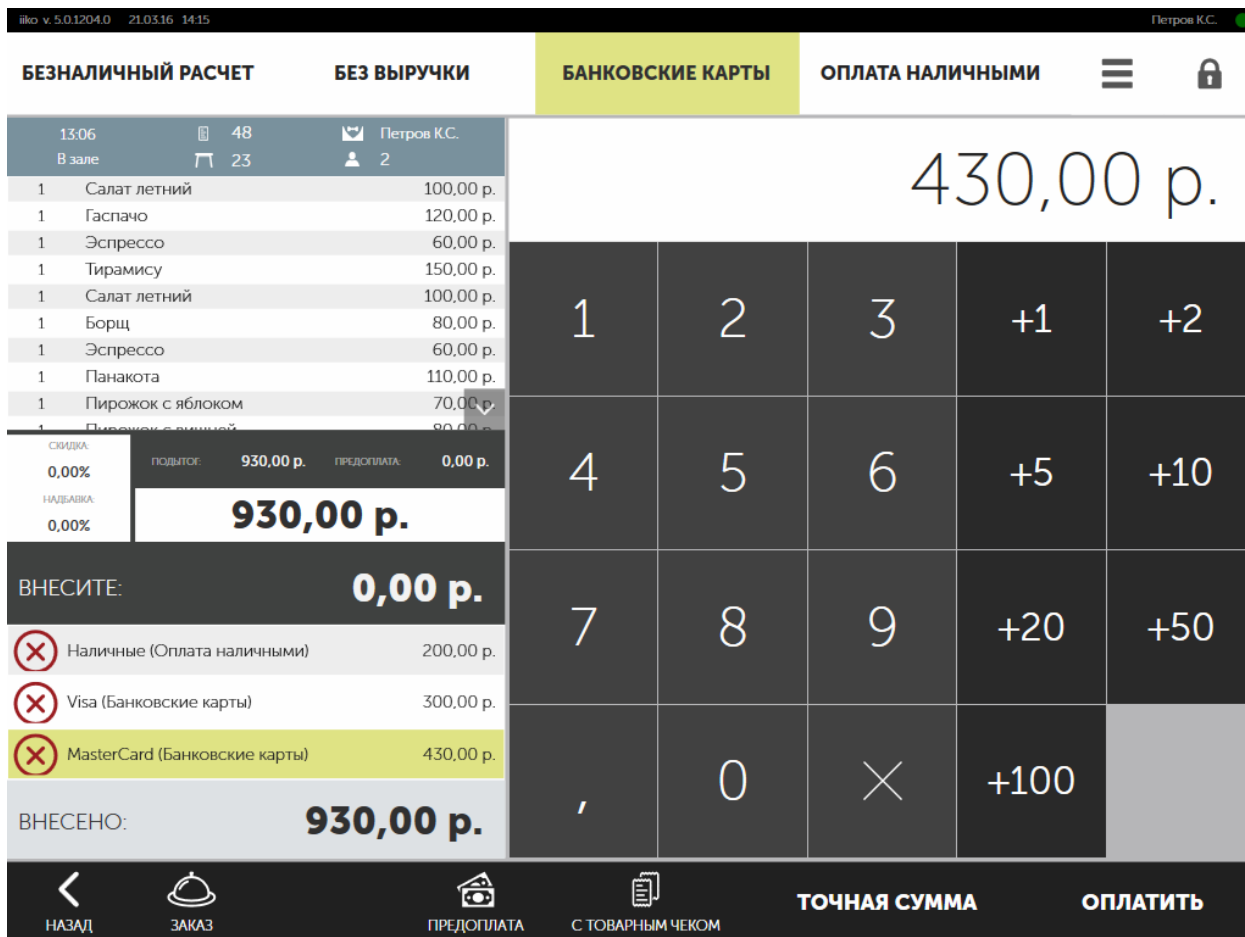 iiko v. 5.0.1204.0 21.03.16 14:15 Петров К.С.
БЕЗНАЛИЧНЫЙ РАСЧЕТ БЕЗ ВЫРУЧКИ БАНКОВСКИЕ КАРТЫ ОПЛАТА НАЛИЧНЫМИ
13:06 48 Петров К.С.
В зале 23 2
430,00 р.
1 Салат летний 100,00 р.
1 Гаспачо 120,00 р.
1 Эспрессо 60,00 р.
1 Тирамису 150,00 р.
1 Салат летний 100,00 р.
1 Борщ 80,00 р.
1 Эспрессо 60,00 р.
1 Панакота 110,00 р.
1 Пирожок с яблоком 70,00 р.
1 Пирожок с вишней 80,00 р.
СКИДКА:
0,00%
НАДБАВКА:
0,00%
ПОДЫТОГ: 930,00 р. ПРЕДОПЛАТА: 0,00 р.
930,00 р.
ВНЕСИТЕ: 0,00 р.
Наличные (Оплата наличными) 200,00 р.
Visa (Банковские карты) 300,00 р.
MasterCard (Банковские карты) 430,00 р.
ВНЕСЕНО: 930,00 р.
1 2 3 +1 +2
4 5 6 +5 +10
7 8 9 +20 +50
, 0 +100
НАЗАД ЗАКАЗ ПРЕДОПЛАТА С ТОВАРНЫМ ЧЕКОМ ТОЧНАЯ СУММА ОПЛАТИТЬ